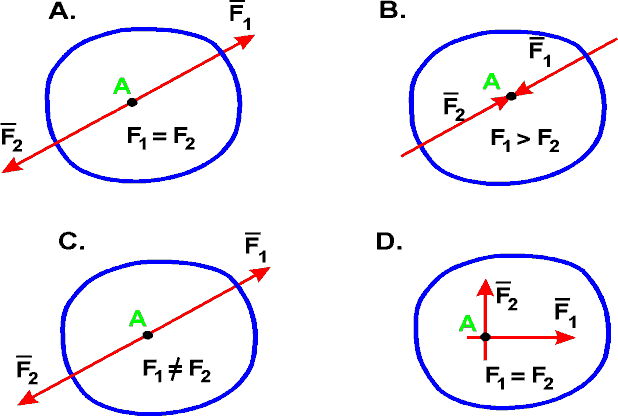 A.
F̅₁
A
F̅₂
F₁ = F₂
B.
F̅₁
A
F̅₂
F₁ > F₂
C.
F̅₁
A
F̅₂
F₁ ≠ F₂
D.
F̅₂
A
F̅₁
F₁ = F₂